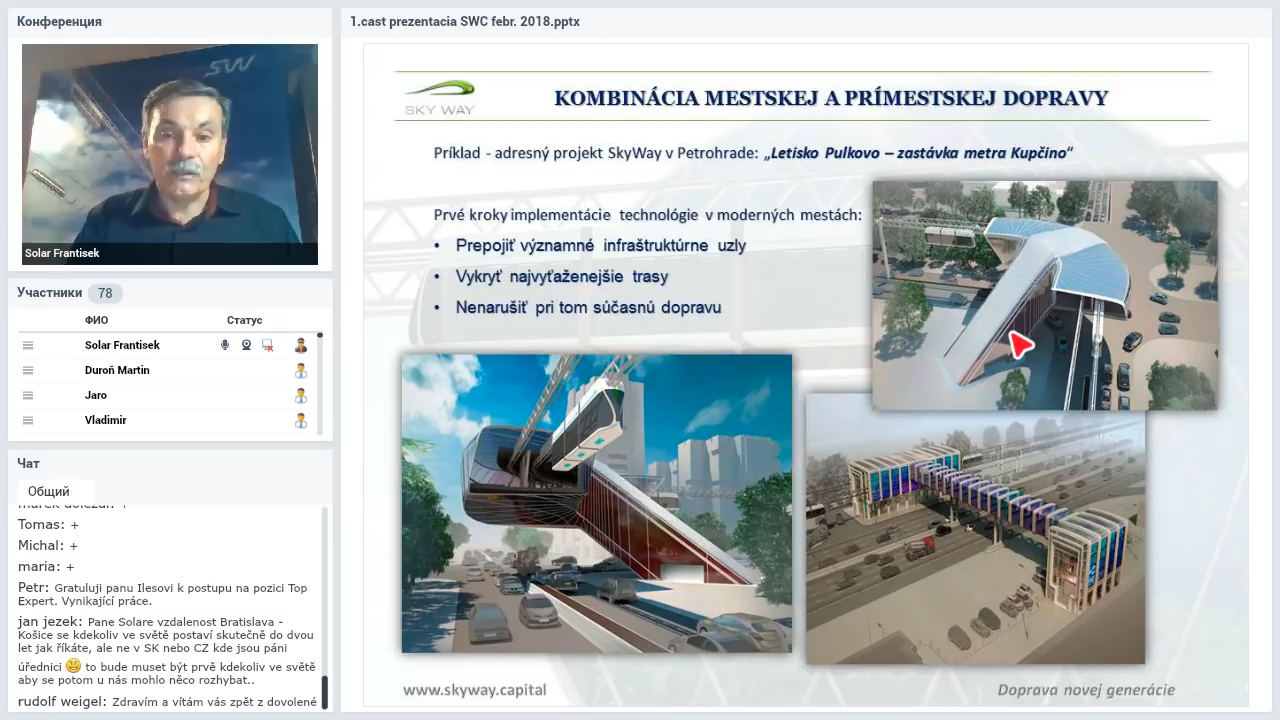 Конференция
SW
Solar Frantisek
Участники 78
ФИО Статус
Solar Frantisek
Duroň Martin
Jaro
Vladimir
Чат
Общий
marek dolezal: +
Tomas: +
Michal: +
maria: +
Petr: Gratuluji panu Ilesovi k postupu na pozici Top
Expert. Vynikající práce.
jan jezek: Pane Solare vzdalenost Bratislava -
Košice se kdekoliv ve světě postaví skutečně do dvou
let jak říkáte, ale ne v SK nebo CZ kde jsou páni
úřednici 😀 to bude muset být prvě kdekoliv ve světě
aby se potom u nás mohlo něco rozhybat..
rudolf weigel: Zdravím a vítám vás zpět z dovolené
1.cast prezentacia SWC febr. 2018.pptx
SKY WAY
KOMBINÁCIA MESTSKEJ A PRÍMESTSKEJ DOPRAVY
Príklad - adresný projekt SkyWay v Petrohrade: „Letisko Pulkovo – zastávka metra Kupčino“
Prvé kroky implementácie technológie v moderných mestách:
• Prepojiť významné infraštruktúrne uzly
• Vykryť najvyťaženejšie trasy
• Nenarušiť pri tom súčasnú dopravu
www.skyway.capital
Doprava novej generácie